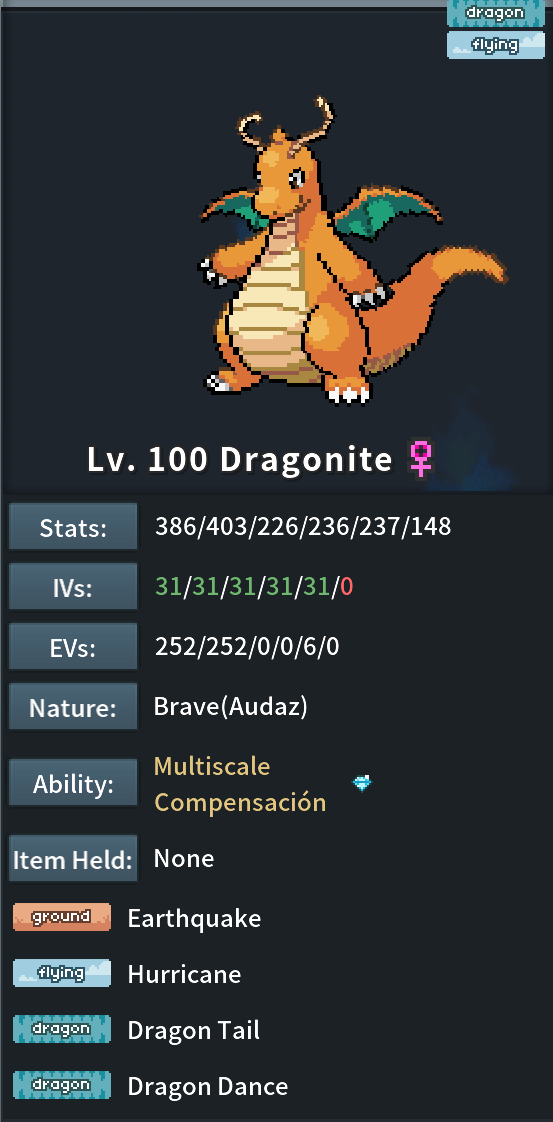 dragon
flying
Lv. 100 Dragonite ♀
Stats: 386/403/226/236/237/148
IVs: 31/31/31/31/31/0
EVs: 252/252/0/0/6/0
Nature: Brave(Audaz)
Ability: Multiscale
Compensación
Item Held: None
ground Earthquake
flying Hurricane
dragon Dragon Tail
dragon Dragon Dance